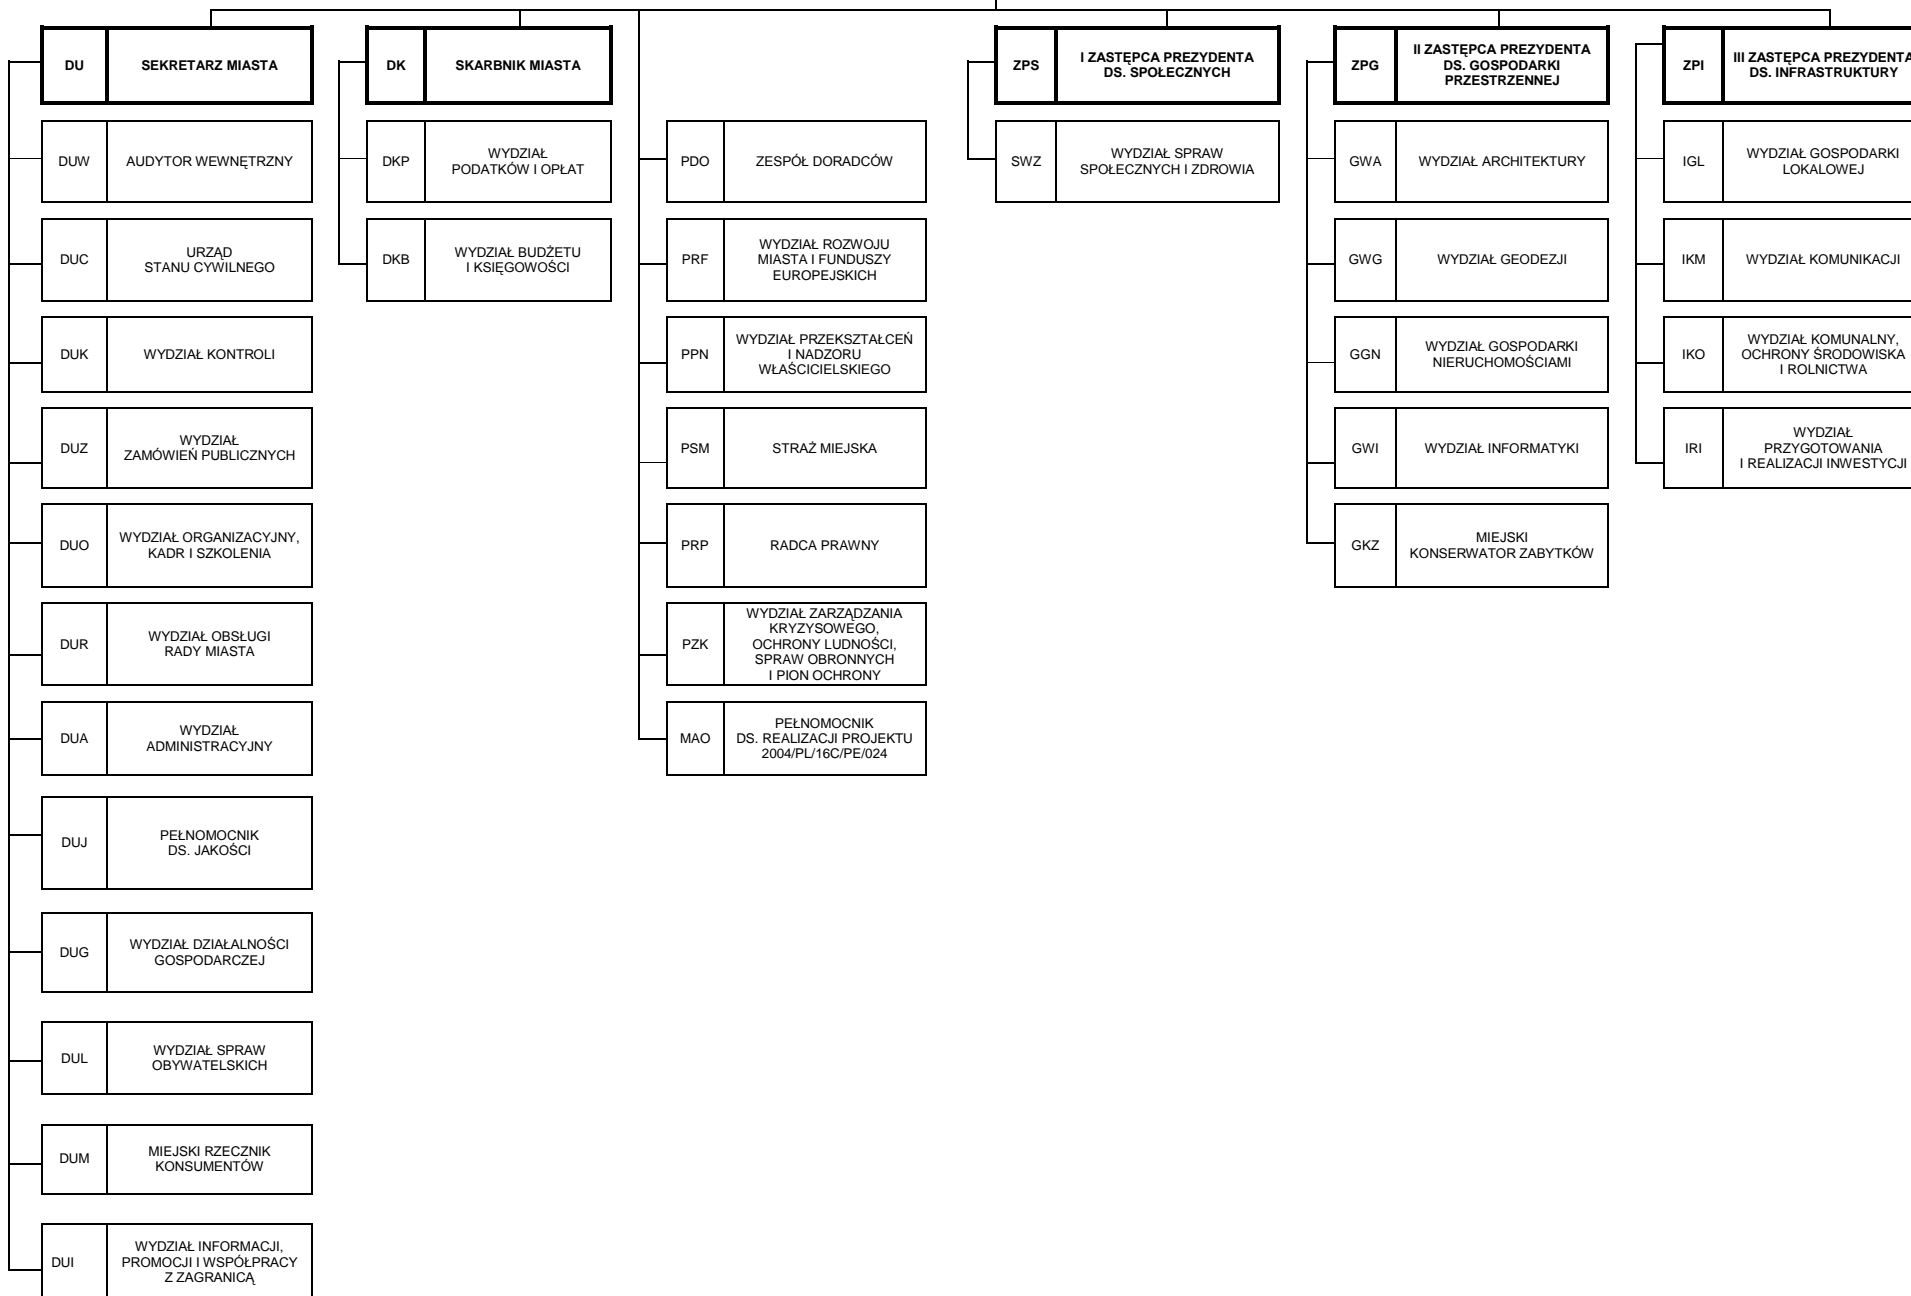 DU
SEKRETARZ MIASTA
DUW
AUDYTOR WEWNĘTRZNY
DUC
URZĄD
STANU CYWILNEGO
DUK
WYDZIAŁ KONTROLI
DUZ
WYDZIAŁ
ZAMÓWIEŃ PUBLICZNYCH
DUO
WYDZIAŁ ORGANIZACYJNY,
KADR I SZKOLENIA
DUR
WYDZIAŁ OBSŁUGI
RADY MIASTA
DUA
WYDZIAŁ
ADMINISTRACYJNY
DUJ
PEŁNOMOCNIK
DS. JAKOŚCI
DUG
WYDZIAŁ DZIAŁALNOŚCI
GOSPODARCZEJ
DUL
WYDZIAŁ SPRAW
OBYWATELSKICH
DUM
MIEJSKI RZECZNIK
KONSUMENTÓW
DUI
WYDZIAŁ INFORMACJI,
PROMOCJI I WSPÓŁPRACY
Z ZAGRANICĄ
DK
SKARBNIK MIASTA
DKP
WYDZIAŁ
PODATKÓW I OPŁAT
DKB
WYDZIAŁ BUDŻETU
I KSIĘGOWOŚCI
PDO
ZESPÓŁ DORADCÓW
PRF
WYDZIAŁ ROZWOJU
MIASTA I FUNDUSZY
EUROPEJSKICH
PPN
WYDZIAŁ PRZEKSZTAŁCEŃ
I NADZORU
WŁAŚCICIELSKIEGO
PSM
STRAŻ MIEJSKA
PRP
RADCA PRAWNY
PZK
WYDZIAŁ ZARZĄDZANIA
KRYZYSOWEGO,
OCHRONY LUDNOŚCI,
SPRAW OBRONNYCH
I PION OCHRONY
MAO
PEŁNOMOCNIK
DS. REALIZACJI PROJEKTU
2004/PL/16C/PE/024
ZPS
I ZASTĘPCA PREZYDENTA
DS. SPOŁECZNYCH
SWZ
WYDZIAŁ SPRAW
SPOŁECZNYCH I ZDROWIA
ZPG
II ZASTĘPCA PREZYDENTA
DS. GOSPODARKI
PRZESTRZENNEJ
GWA
WYDZIAŁ ARCHITEKTURY
GWG
WYDZIAŁ GEODEZJI
GGN
WYDZIAŁ GOSPODARKI
NIERUCHOMOŚCIAMI
GWI
WYDZIAŁ INFORMATYKI
GKZ
MIEJSKI
KONSERWATOR ZABYTKÓW
ZPI
III ZASTĘPCA PREZYDENTA
DS. INFRASTRUKTURY
IGL
WYDZIAŁ GOSPODARKI
LOKALOWEJ
IKM
WYDZIAŁ KOMUNIKACJI
IKO
WYDZIAŁ KOMUNALNY,
OCHRONY ŚRODOWISKA
I ROLNICTWA
IRI
WYDZIAŁ
PRZYGOTOWANIA
I REALIZACJI INWESTYCJI